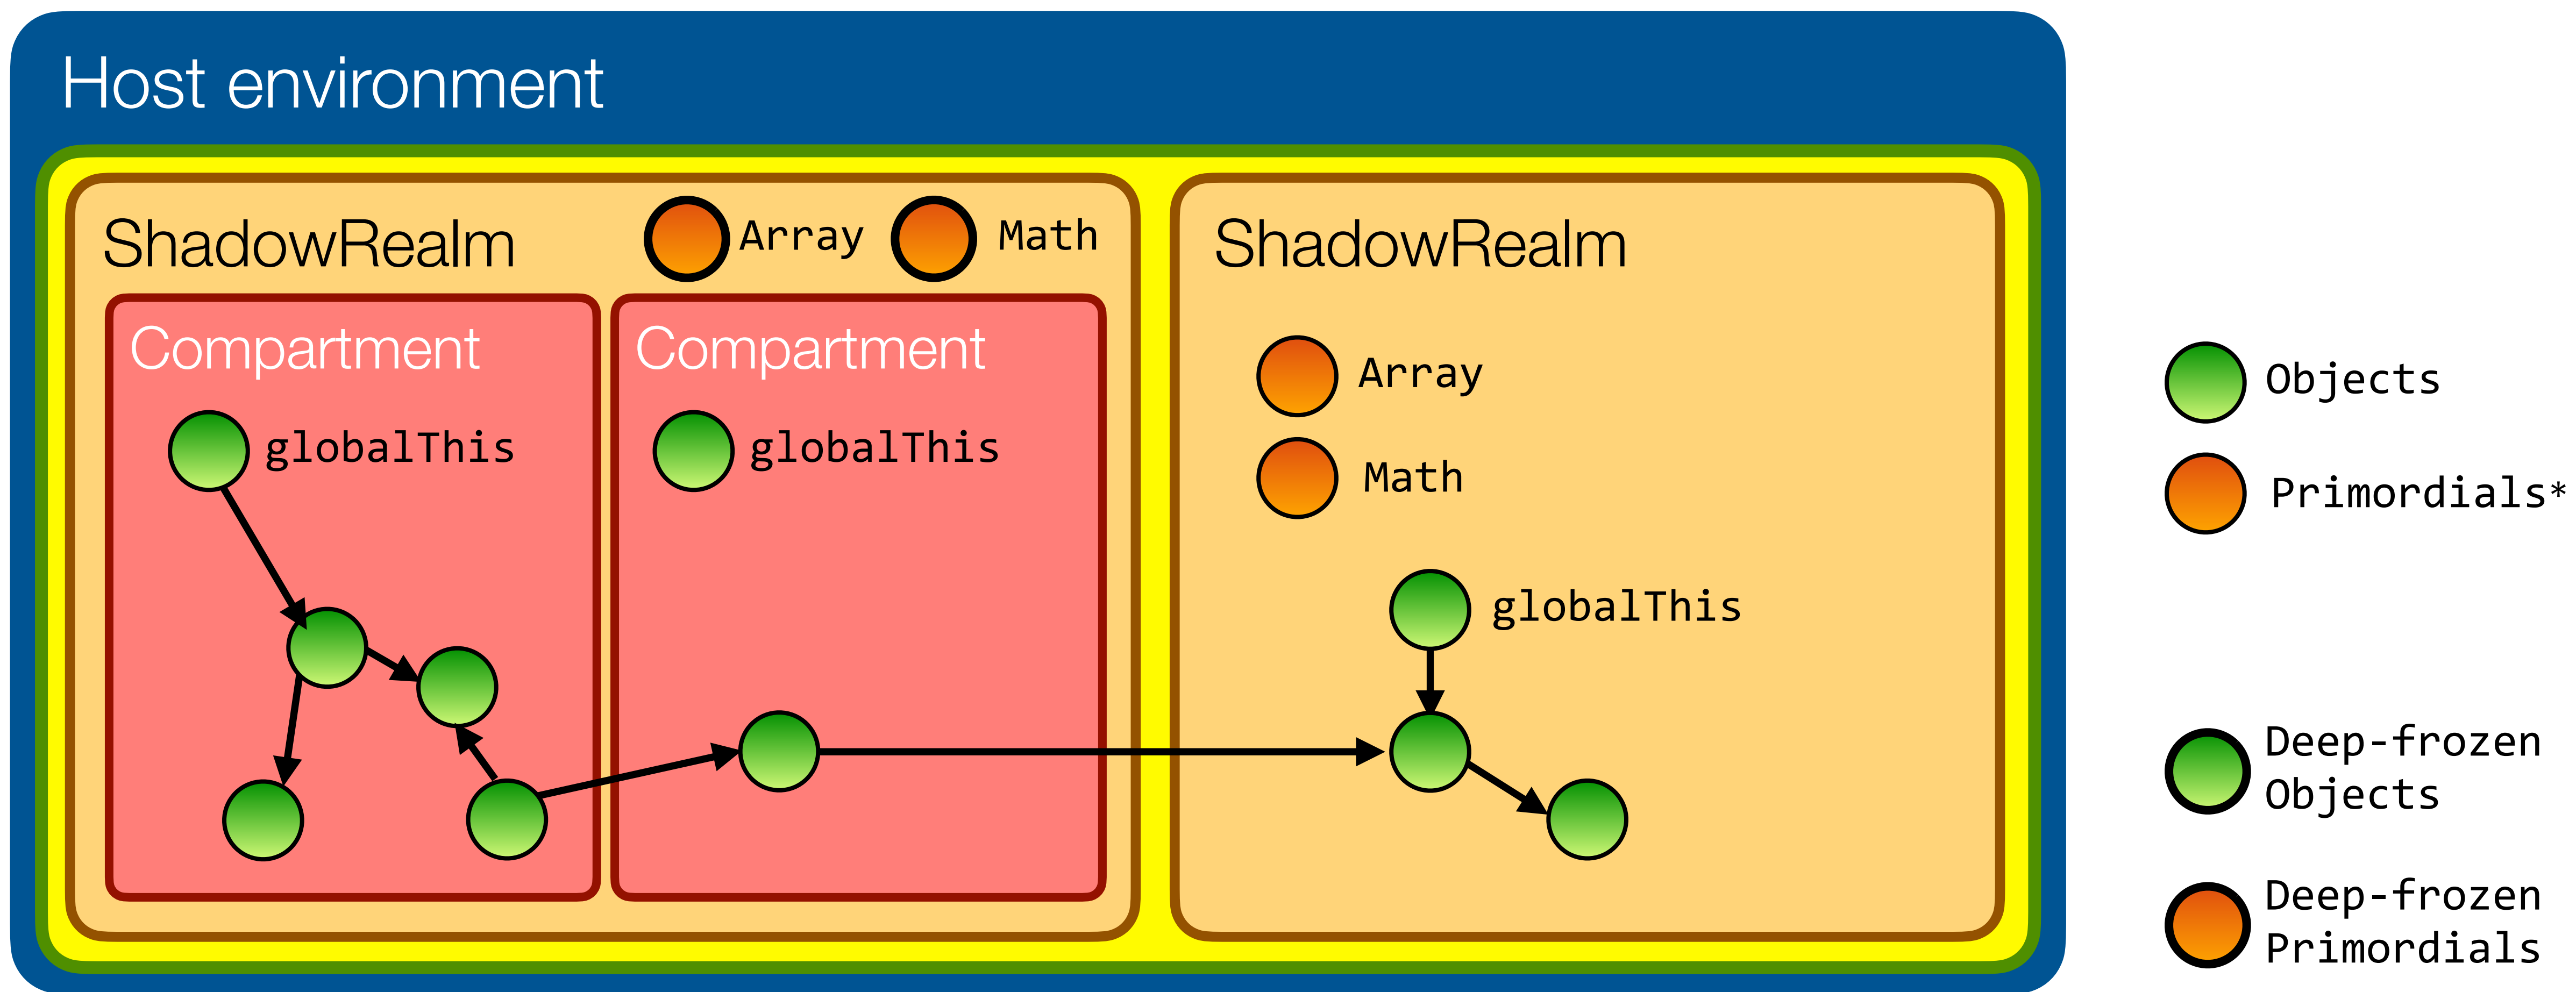 Host environment
ShadowRealm
Array
Math
Compartment
globalThis
Compartment
globalThis
ShadowRealm
Array
Math
globalThis
Objects
Primordials*
Deep-frozen
Objects
Deep-frozen
Primordials